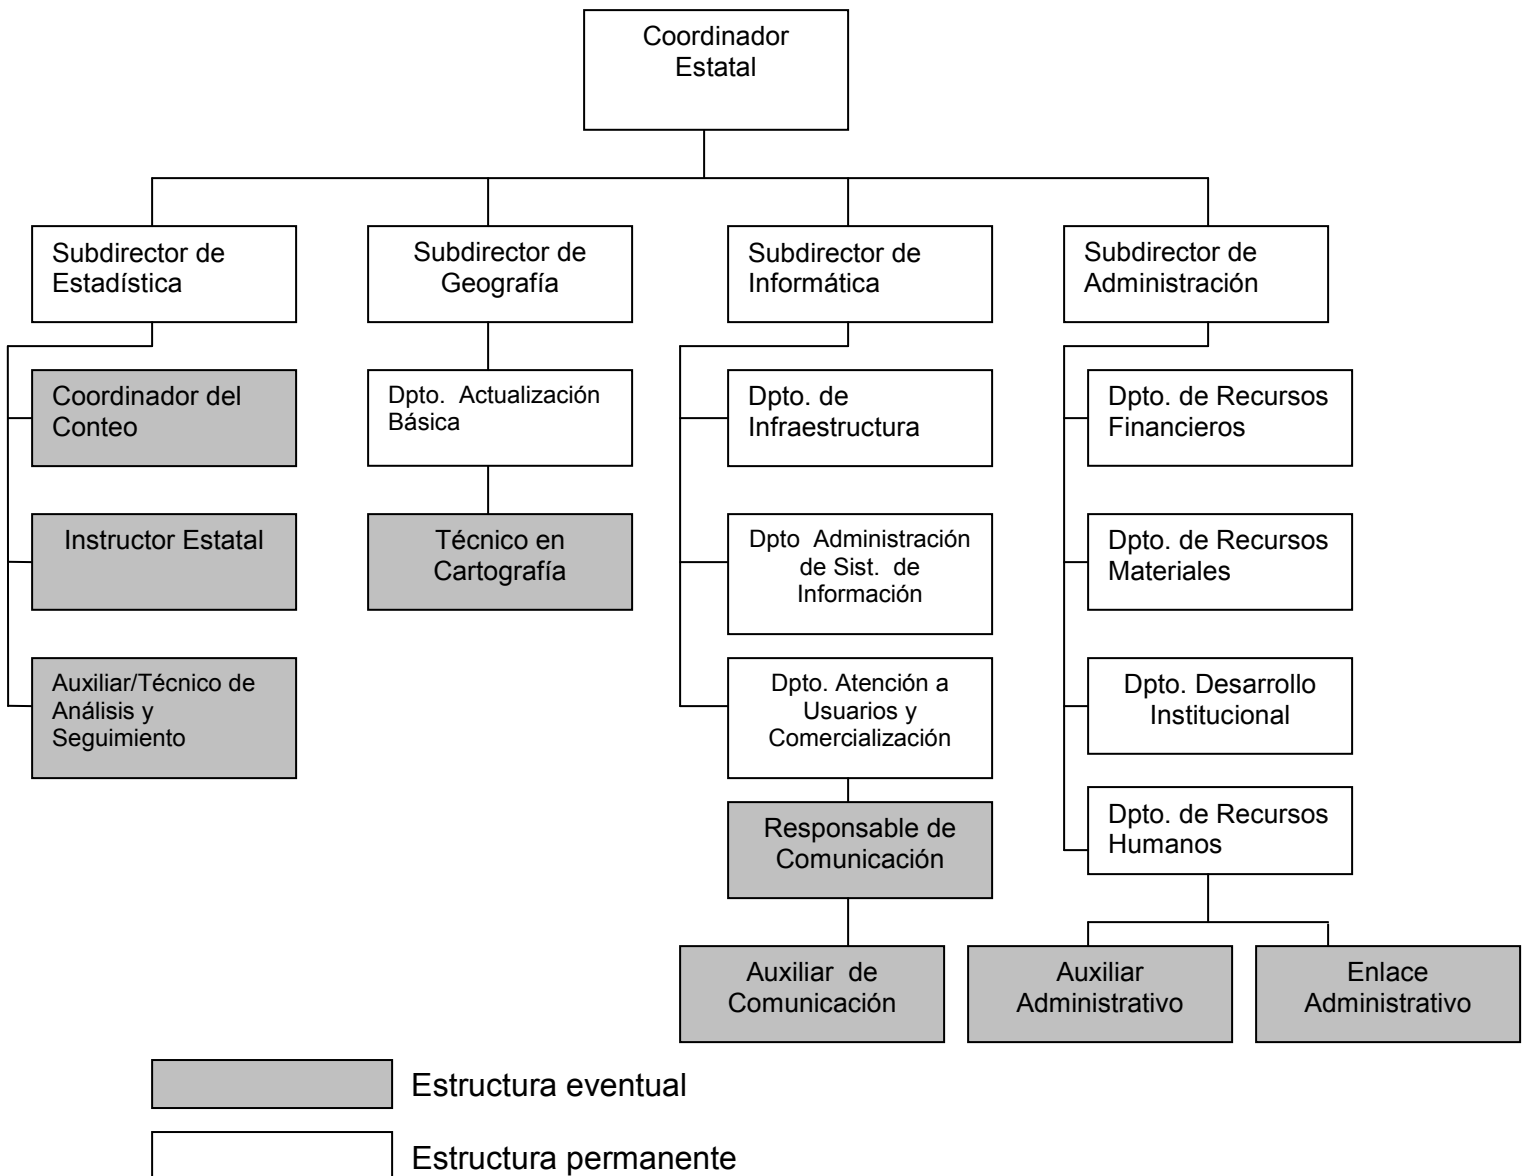 Coordinador
Estatal
Subdirector de
Estadística
Subdirector de
Geografía
Subdirector de
Informática
Subdirector de
Administración
Coordinador del
Conteo
Dpto. Actualización
Básica
Dpto. de
Infraestructura
Dpto. de Recursos
Financieros
Instructor Estatal
Técnico en
Cartografía
Dpto Administración
de Sist. de
Información
Dpto. de Recursos
Materiales
Auxiliar/Técnico de
Análisis y
Seguimiento
Dpto. Atención a
Usuarios y
Comercialización
Dpto. Desarrollo
Institucional
Responsable de
Comunicación
Dpto. de Recursos
Humanos
Auxiliar de
Comunicación
Auxiliar
Administrativo
Enlace
Administrativo
Estructura eventual
Estructura permanente